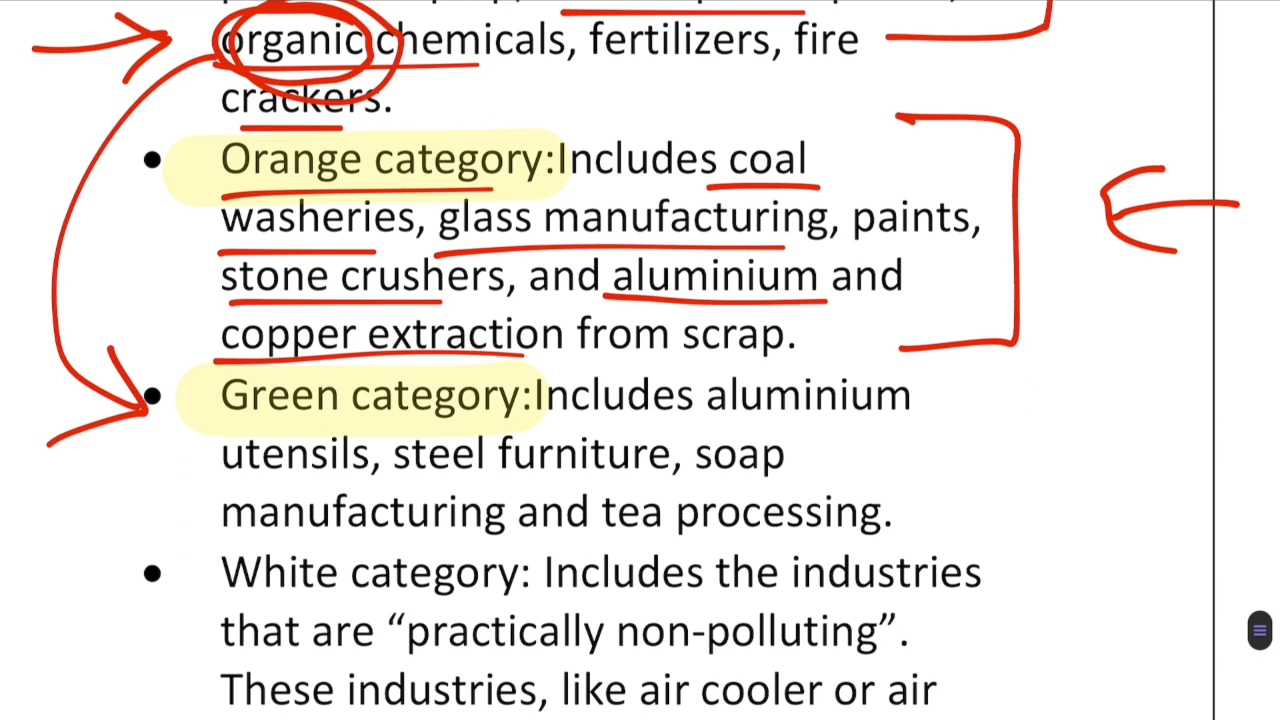 organic chemicals, fertilizers, fire
crackers.
• Orange category:Includes coal
washeries, glass manufacturing, paints,
stone crushers, and aluminium and
copper extraction from scrap.
• Green category:Includes aluminium
utensils, steel furniture, soap
manufacturing and tea processing.
• White category: Includes the industries
that are “practically non-polluting”.
These industries, like air cooler or air